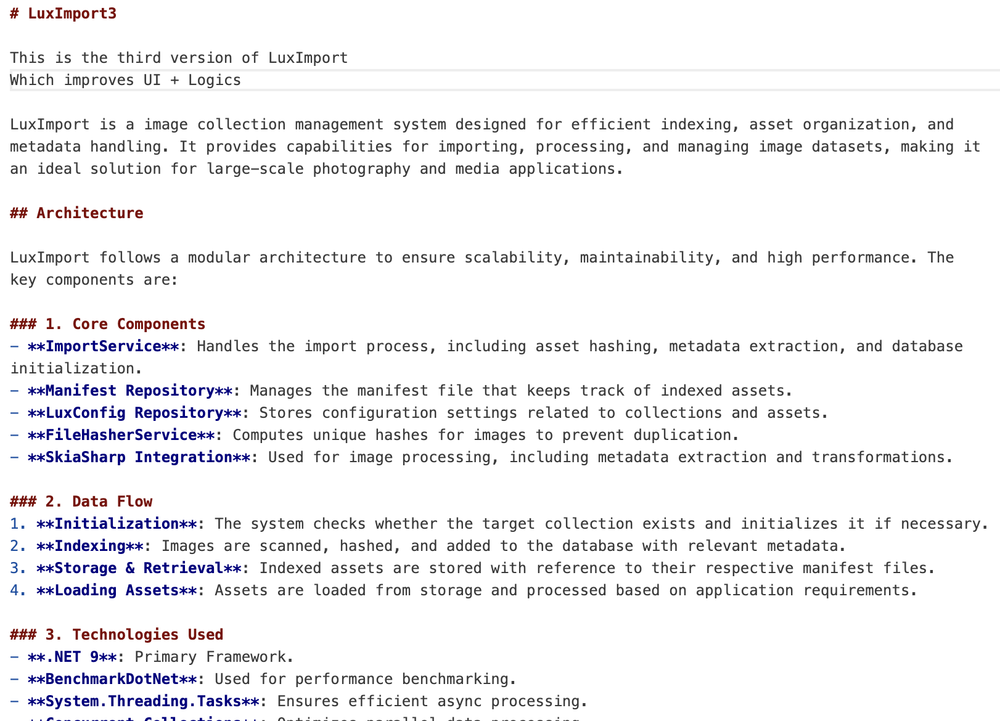 # LuxImport3
This is the third version of LuxImport
Which improves UI + Logics
LuxImport is a image collection management system designed for efficient indexing, asset organization, and
metadata handling. It provides capabilities for importing, processing, and managing image datasets, making it
an ideal solution for large-scale photography and media applications.
## Architecture
LuxImport follows a modular architecture to ensure scalability, maintainability, and high performance. The
key components are:
### 1. Core Components
- **ImportService**: Handles the import process, including asset hashing, metadata extraction, and database
initialization.
- **Manifest Repository**: Manages the manifest file that keeps track of indexed assets.
- **LuxConfig Repository**: Stores configuration settings related to collections and assets.
- **FileHasherService**: Computes unique hashes for images to prevent duplication.
- **SkiaSharp Integration**: Used for image processing, including metadata extraction and transformations.
### 2. Data Flow
1. **Initialization**: The system checks whether the target collection exists and initializes it if necessary.
2. **Indexing**: Images are scanned, hashed, and added to the database with relevant metadata.
3. **Storage & Retrieval**: Indexed assets are stored with reference to their respective manifest files.
4. **Loading Assets**: Assets are loaded from storage and processed based on application requirements.
### 3. Technologies Used
- **.NET 9**: Primary Framework.
- **BenchmarkDotNet**: Used for performance benchmarking.
- **System.Threading.Tasks**: Ensures efficient async processing.
- **Concurrent Collections**: Optimizes parallel data processing.